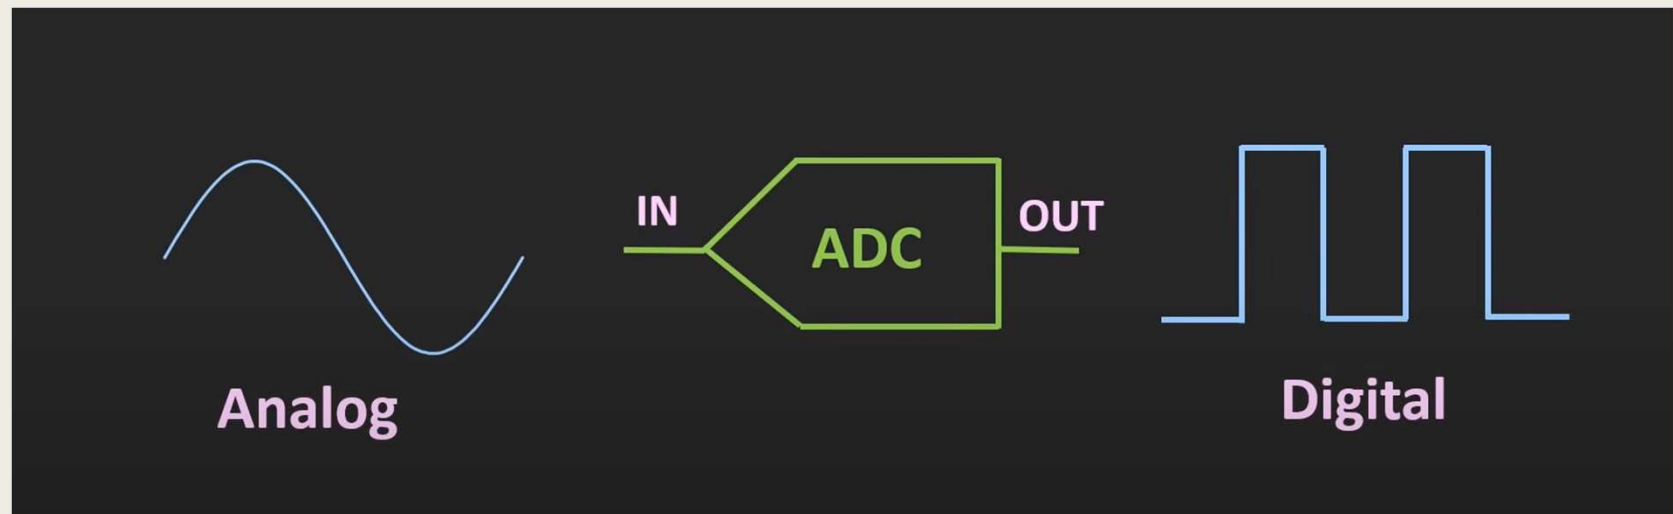 IN
ADC
OUT
Analog
Digital